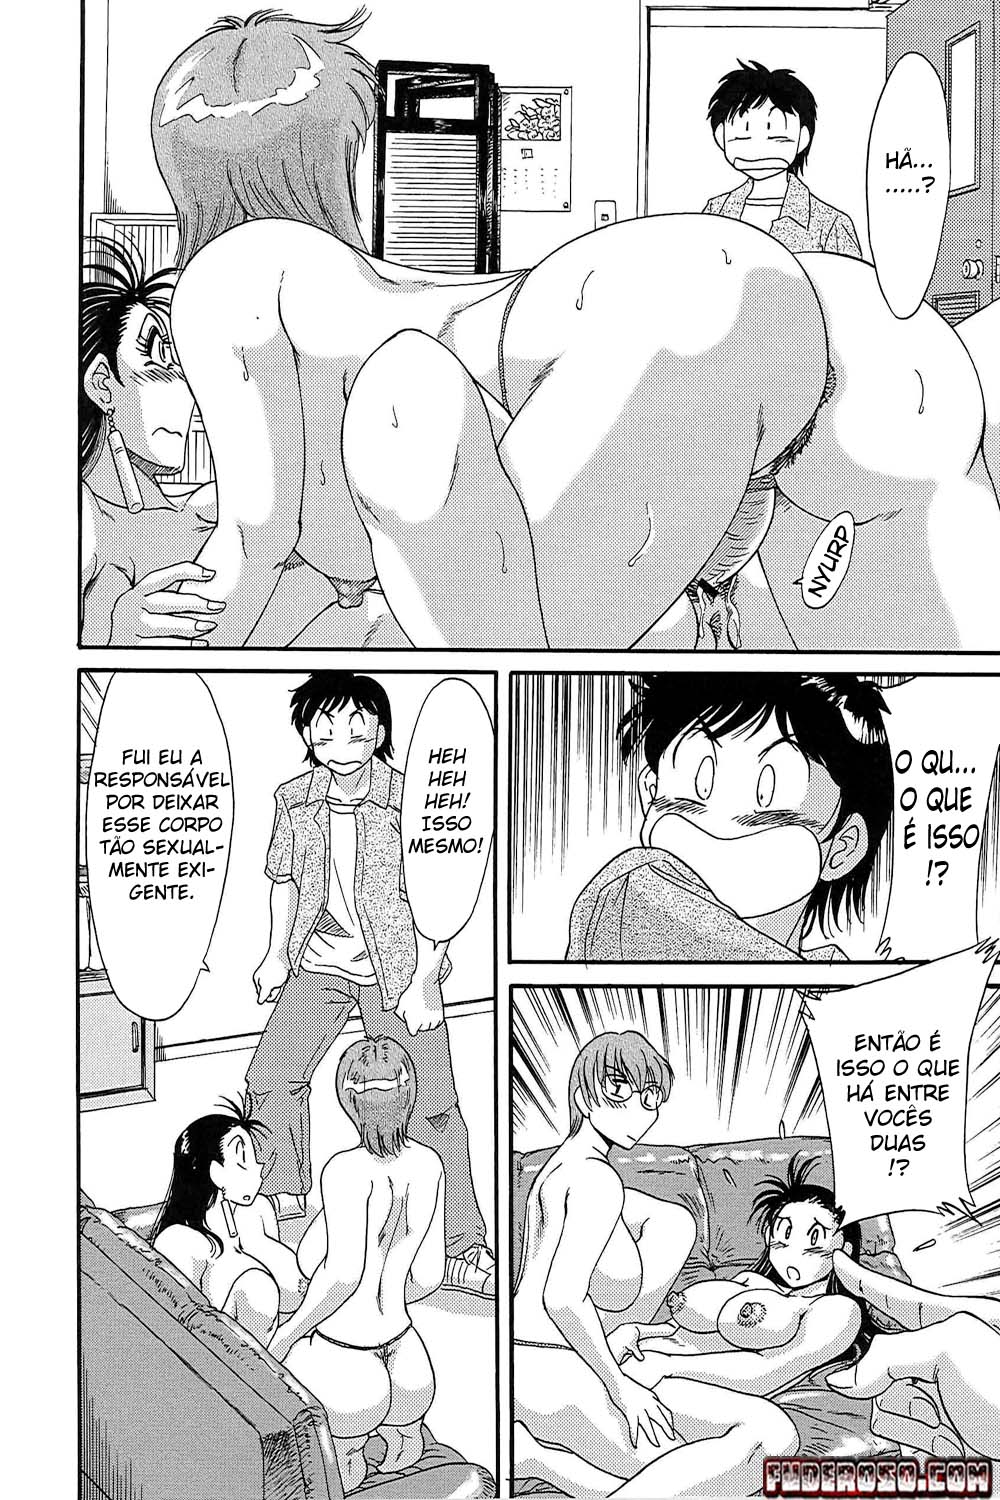 HÃ...
.....?
NYURP
O QU...
O QUE
É ISSO
!?
HEH
HEH
HEH!
ISSO
MESMO!
FUI EU A
RESPONSÁVEL
POR DEIXAR
ESSE CORPO
TÃO SEXUAL-
MENTE EXI-
GENTE.
ENTÃO É
ISSO O QUE
HÁ ENTRE
VOCÊS
DUAS
!?
FUDEROSO.COM